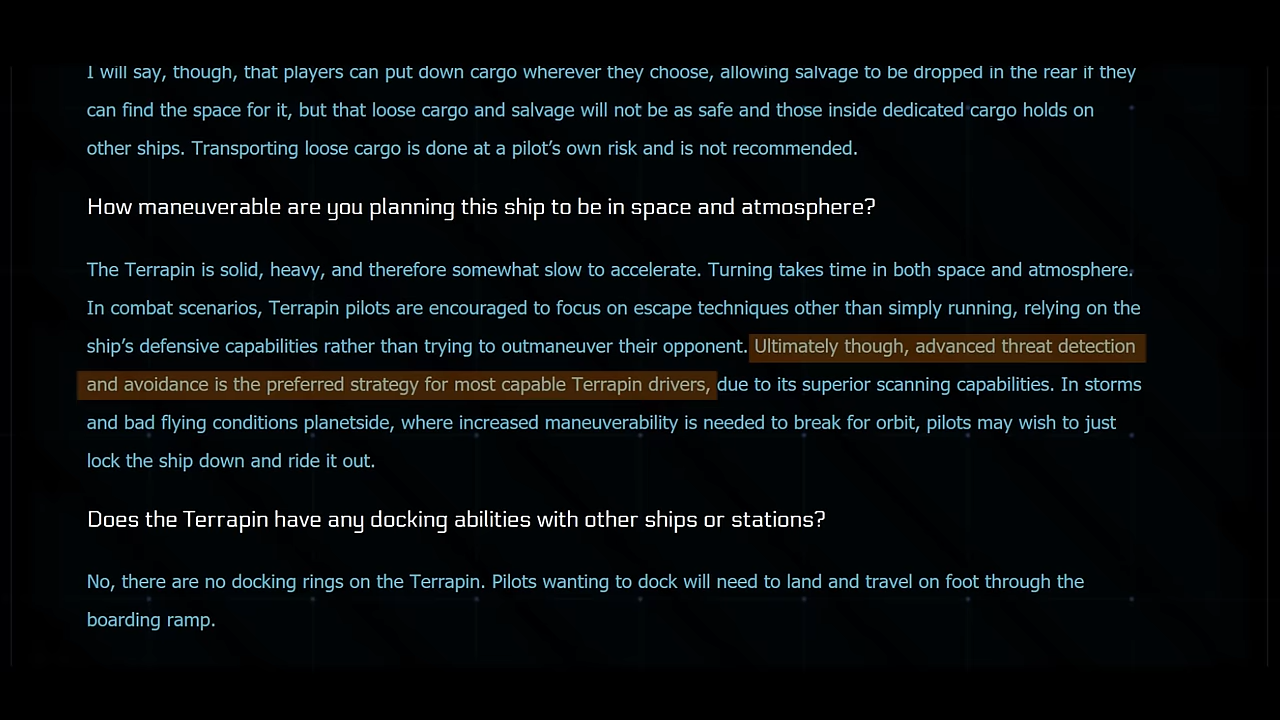 I will say, though, that players can put down cargo wherever they choose, allowing salvage to be dropped in the rear if they
can find the space for it, but that loose cargo and salvage will not be as safe and those inside dedicated cargo holds on
other ships. Transporting loose cargo is done at a pilot’s own risk and is not recommended.
How maneuverable are you planning this ship to be in space and atmosphere?
The Terrapin is solid, heavy, and therefore somewhat slow to accelerate. Turning takes time in both space and atmosphere.
In combat scenarios, Terrapin pilots are encouraged to focus on escape techniques other than simply running, relying on the
ship’s defensive capabilities rather than trying to outmaneuver their opponent. Ultimately though, advanced threat detection
and avoidance is the preferred strategy for most capable Terrapin drivers, due to its superior scanning capabilities. In storms
and bad flying conditions planetside, where increased maneuverability is needed to break for orbit, pilots may wish to just
lock the ship down and ride it out.
Does the Terrapin have any docking abilities with other ships or stations?
No, there are no docking rings on the Terrapin. Pilots wanting to dock will need to land and travel on foot through the
boarding ramp.